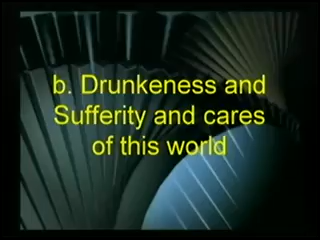 b. Drunkeness and
Sufferity and cares
of this world